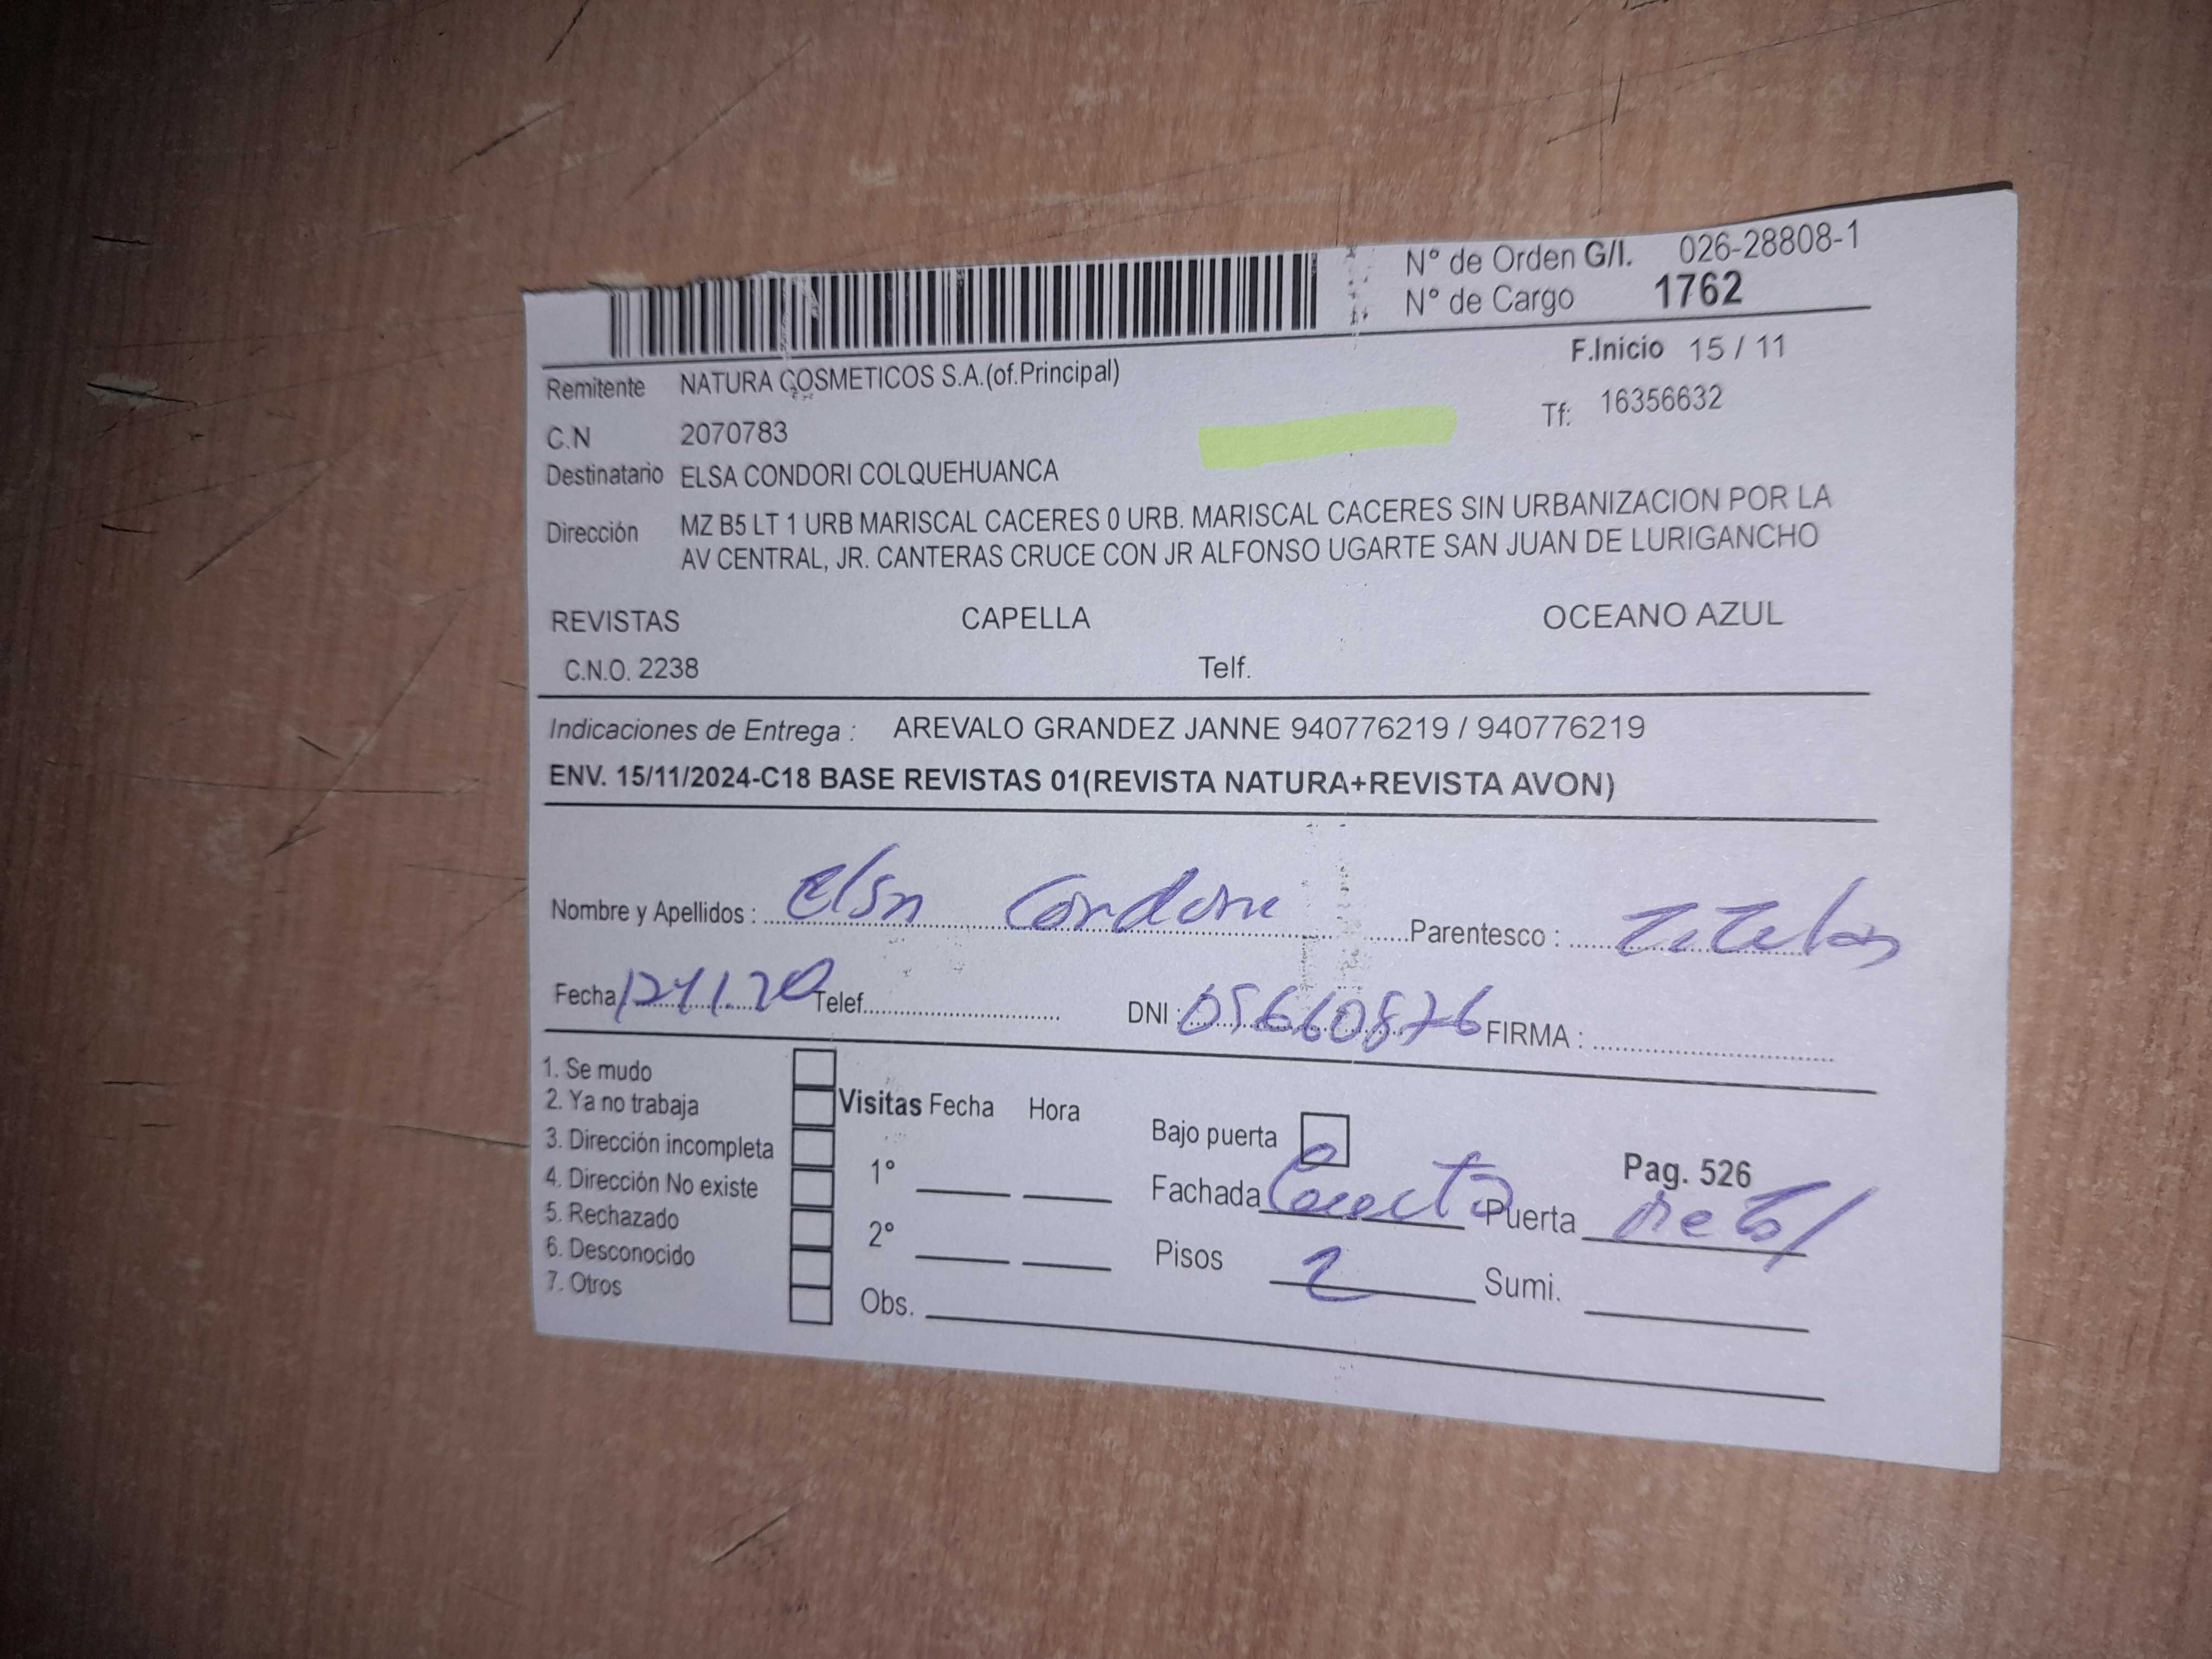 N° de Orden G/I. 026-28808-1
N° de Cargo 1762
F.Inicio 15 / 11
Remitente NATURA COSMETICOS S.A.(of.Principal)
Tf: 16356632
C.N 2070783
Destinatario ELSA CONDORI COLQUEHUANCA
Dirección MZ B5 LT 1 URB MARISCAL CACERES 0 URB. MARISCAL CACERES SIN URBANIZACION POR LA
AV CENTRAL, JR. CANTERAS CRUCE CON JR ALFONSO UGARTE SAN JUAN DE LURIGANCHO
REVISTAS CAPELLA OCEANO AZUL
C.N.O. 2238 Telf.
Indicaciones de Entrega : AREVALO GRANDEZ JANNE 940776219 / 940776219
ENV. 15/11/2024-C18 BASE REVISTAS 01(REVISTA NATURA+REVISTA AVON)
Nombre y Apellidos : Elsa Condori Parentesco :
Fecha Telef. DNI : 05660876 FIRMA :
1. Se mudo
2. Ya no trabaja
3. Dirección incompleta
4. Dirección No existe
5. Rechazado
6. Desconocido
7. Otros
Visitas Fecha Hora
1°
2°
Obs.
Bajo puerta
Pag. 526
Fachada Puerta metal
Pisos 2 Sumi.